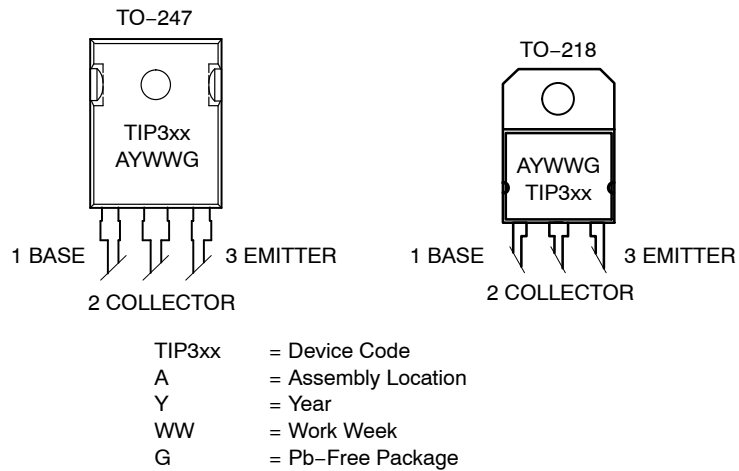 TO−247
TIP3xx
AYWWG
1 BASE
3 EMITTER
2 COLLECTOR
TO−218
AYWWG
TIP3xx
1 BASE
3 EMITTER
2 COLLECTOR
TIP3xx = Device Code
A = Assembly Location
Y = Year
WW = Work Week
G = Pb−Free Package